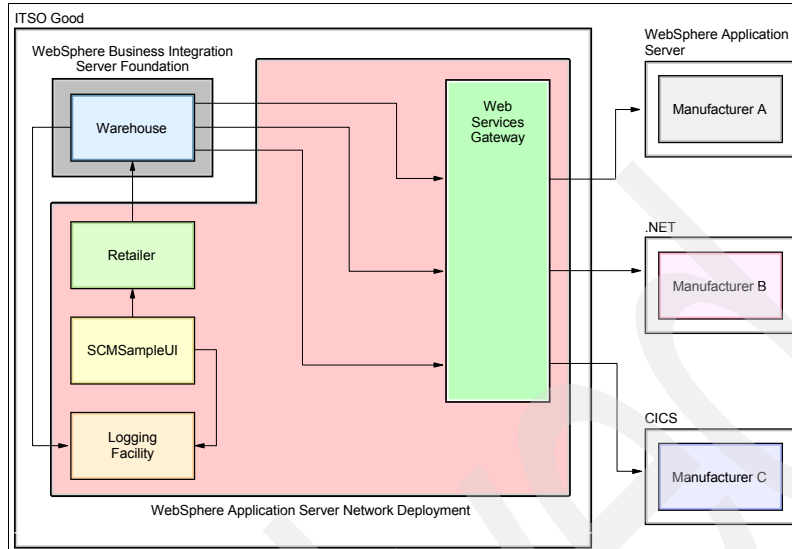 ITSO Good
WebSphere Business Integration
Server Foundation
Warehouse
Web
Services
Gateway
WebSphere Application
Server
Manufacturer A
Retailer
.NET
Manufacturer B
SCMSampleUI
Logging
Facility
CICS
Manufacturer C
WebSphere Application Server Network Deployment